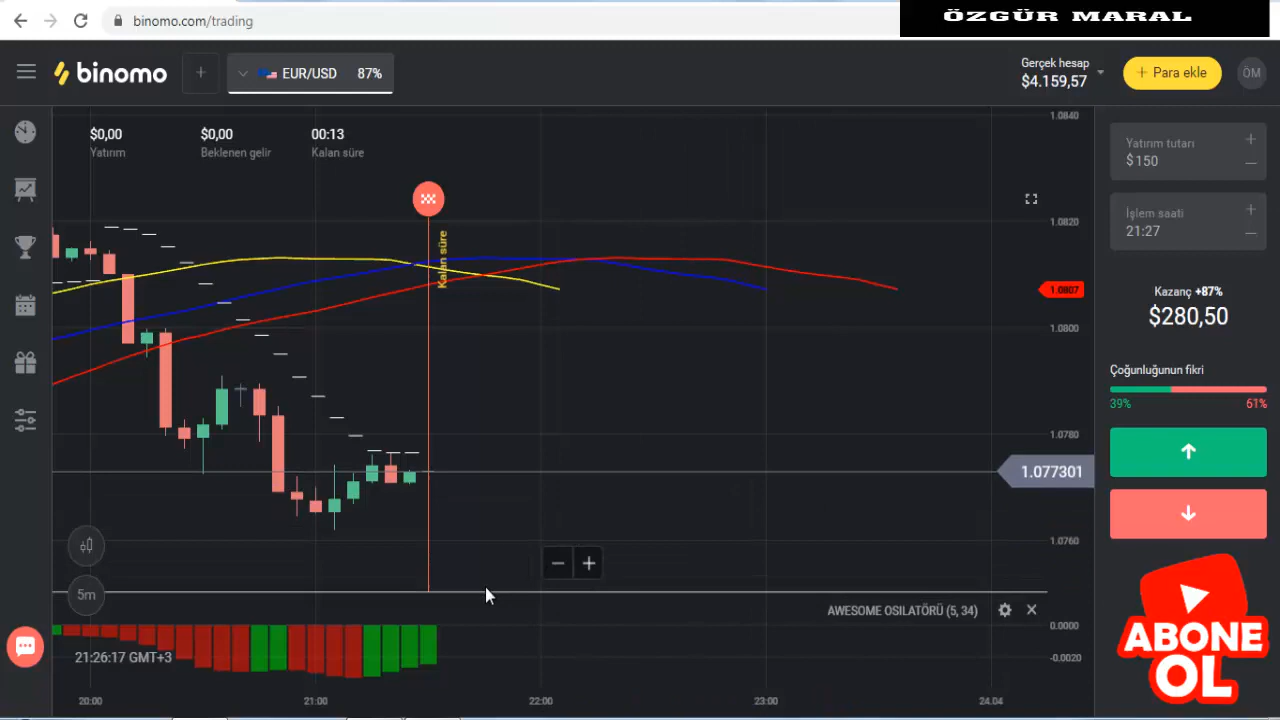 binomo.com/trading
ÖZGÜR MARAL
binomo
+
EUR/USD 87%
Gerçek hesap
$4.159,57
+ Para ekle
ÖM
$0,00
Yatırım
$0,00
Beklenen gelir
00:13
Kalan süre
Kalan süre
1.0840
1.0820
1.0807
1.0800
1.0780
1.077301
1.0760
5m
− +
AWESOME OSILATÖRÜ (5, 34)
0.0000
-0.0020
21:26:17 GMT+3
20:00 21:00 22:00 23:00 24.04
Yatırım tutarı
$150
İşlem saati
21:27
Kazanç +87%
$280,50
Çoğunluğunun fikri
39% 61%
ABONE
OL